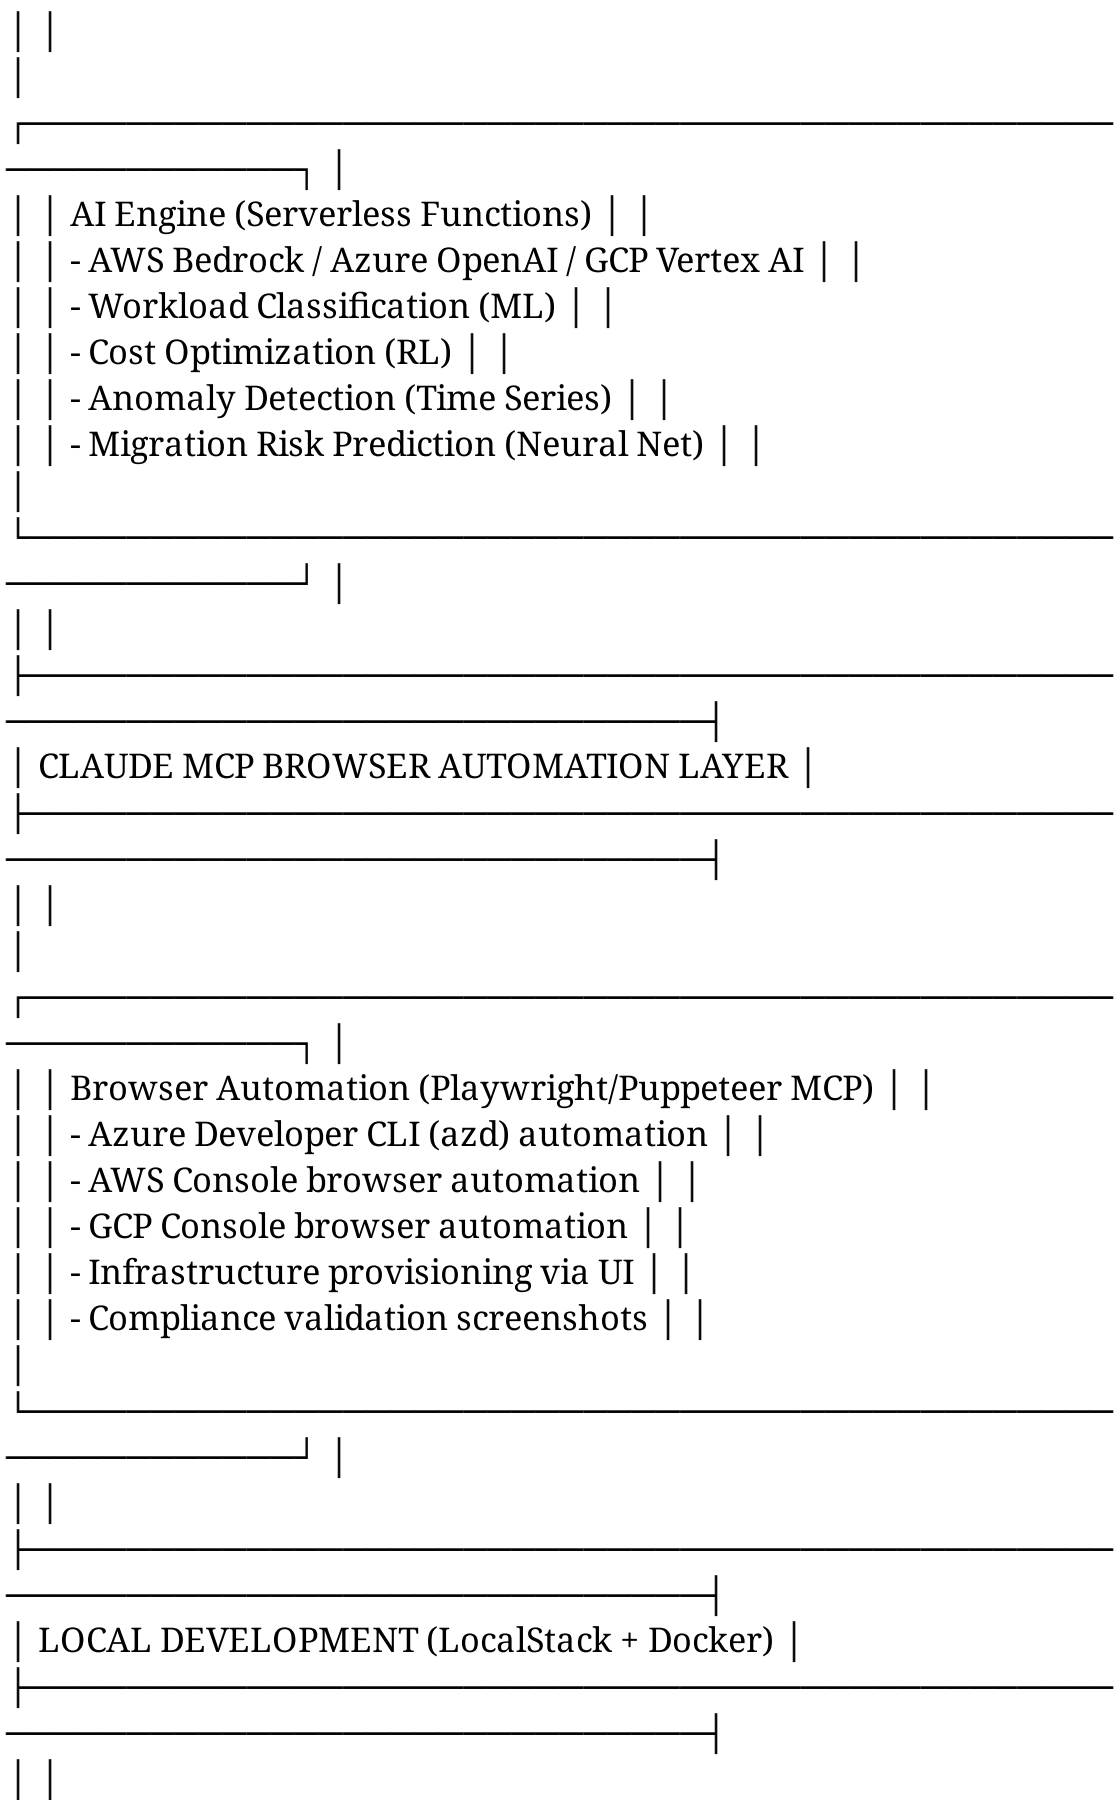 │ │
│
┌──────────────────────────────────────────────
─────────────┐ │
│ │ AI Engine (Serverless Functions) │ │
│ │ - AWS Bedrock / Azure OpenAI / GCP Vertex AI │ │
│ │ - Workload Classification (ML) │ │
│ │ - Cost Optimization (RL) │ │
│ │ - Anomaly Detection (Time Series) │ │
│ │ - Migration Risk Prediction (Neural Net) │ │
│
└──────────────────────────────────────────────
─────────────┘ │
│ │
├──────────────────────────────────────────────
──────────────────────────────┤
│ CLAUDE MCP BROWSER AUTOMATION LAYER │
├──────────────────────────────────────────────
──────────────────────────────┤
│ │
│
┌──────────────────────────────────────────────
─────────────┐ │
│ │ Browser Automation (Playwright/Puppeteer MCP) │ │
│ │ - Azure Developer CLI (azd) automation │ │
│ │ - AWS Console browser automation │ │
│ │ - GCP Console browser automation │ │
│ │ - Infrastructure provisioning via UI │ │
│ │ - Compliance validation screenshots │ │
│
└──────────────────────────────────────────────
─────────────┘ │
│ │
├──────────────────────────────────────────────
──────────────────────────────┤
│ LOCAL DEVELOPMENT (LocalStack + Docker) │
├──────────────────────────────────────────────
──────────────────────────────┤
│ │